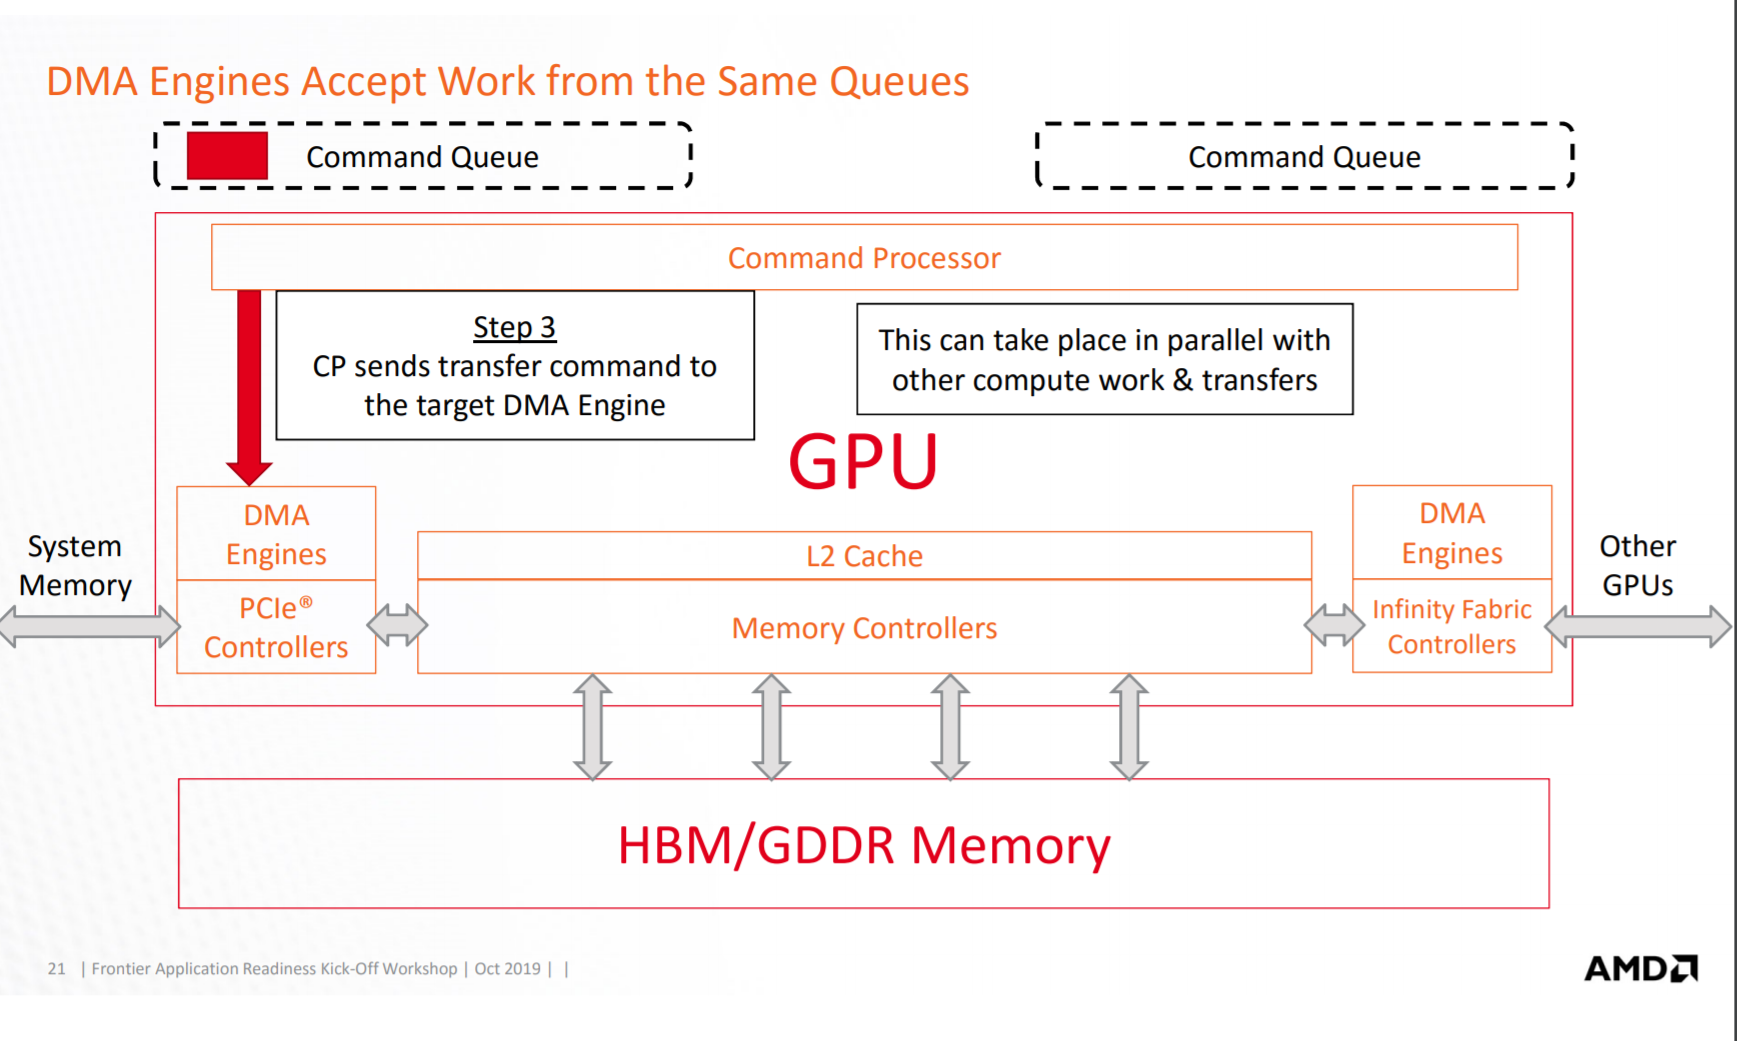 DMA Engines Accept Work from the Same Queues
Command Queue
Command Queue
Command Processor
Step 3
CP sends transfer command to
the target DMA Engine
This can take place in parallel with
other compute work & transfers
GPU
System
Memory
DMA
Engines
PCIe®
Controllers
L2 Cache
Memory Controllers
DMA
Engines
Infinity Fabric
Controllers
Other
GPUs
HBM/GDDR Memory
21 | Frontier Application Readiness Kick-Off Workshop | Oct 2019 | |
AMD